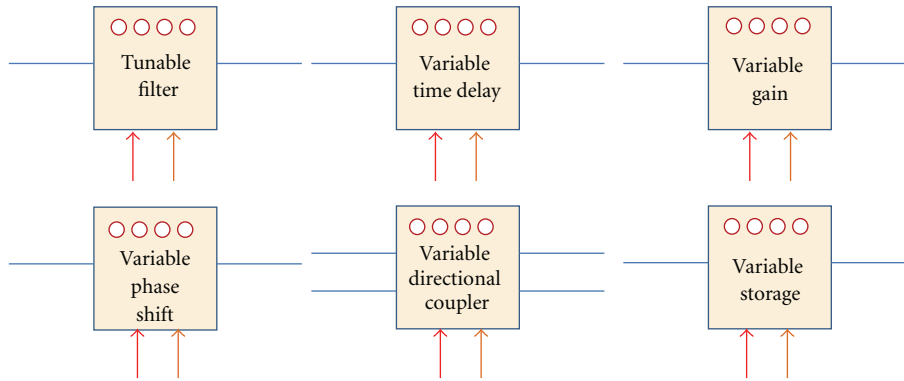 Tunable
filter
Variable
time delay
Variable
gain
Variable
phase
shift
Variable
directional
coupler
Variable
storage